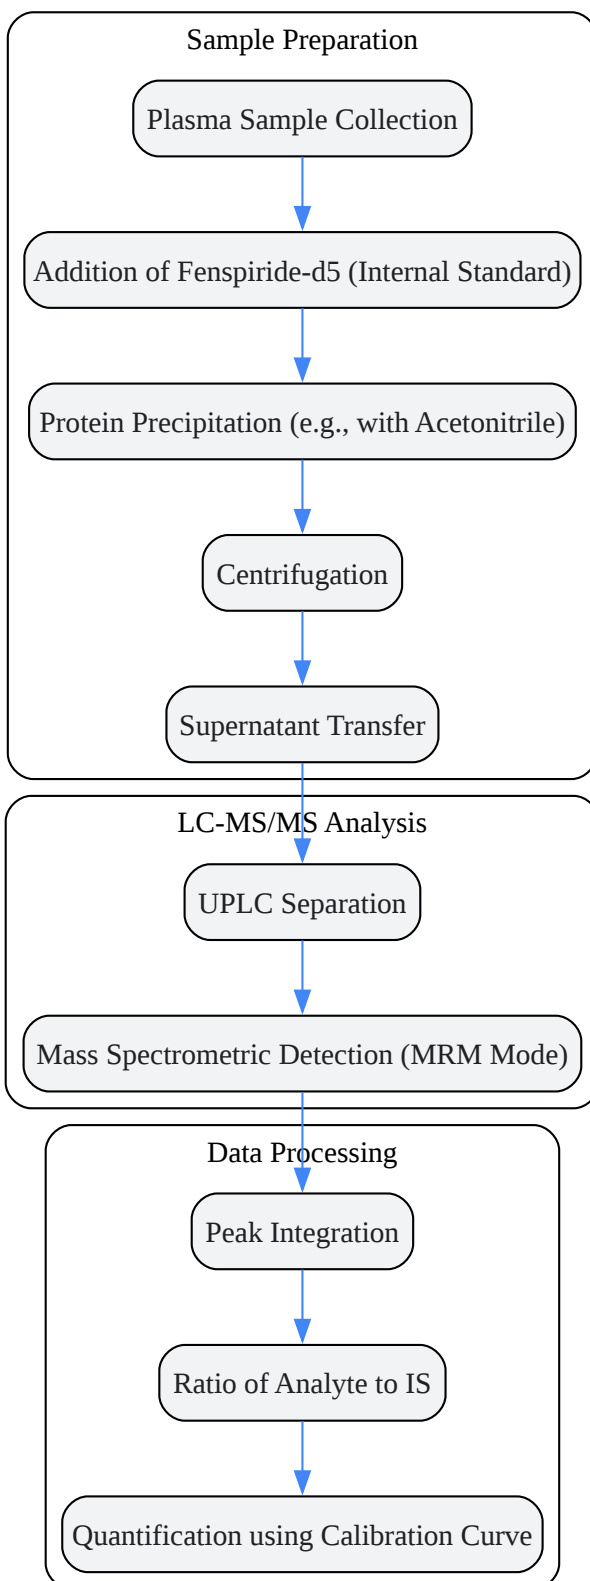 Sample Preparation
Plasma Sample Collection
Addition of Fenspiride-d5 (Internal Standard)
Protein Precipitation (e.g., with Acetonitrile)
Centrifugation
Supernatant Transfer
LC-MS/MS Analysis
UPLC Separation
Mass Spectrometric Detection (MRM Mode)
Data Processing
Peak Integration
Ratio of Analyte to IS
Quantification using Calibration Curve